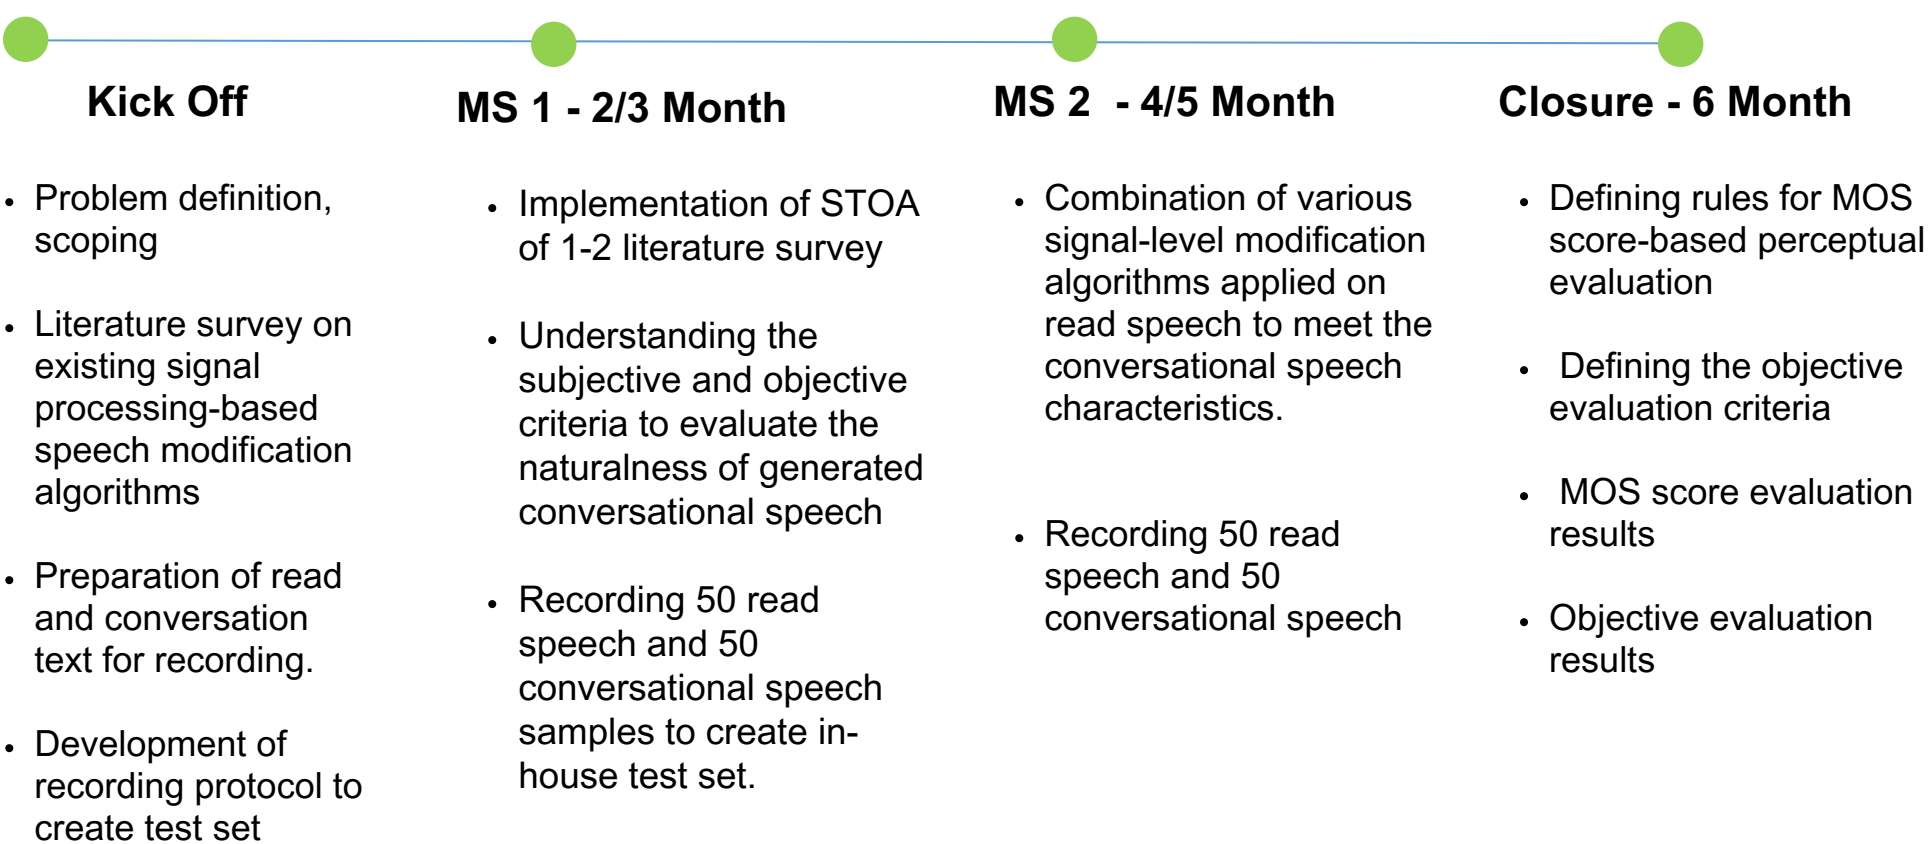 Kick Off
• Problem definition,
scoping
• Literature survey on
existing signal
processing-based
speech modification
algorithms
• Preparation of read
and conversation
text for recording.
• Development of
recording protocol to
create test set
MS 1 - 2/3 Month
• Implementation of STOA
of 1-2 literature survey
• Understanding the
subjective and objective
criteria to evaluate the
naturalness of generated
conversational speech
• Recording 50 read
speech and 50
conversational speech
samples to create in-
house test set.
MS 2 - 4/5 Month
• Combination of various
signal-level modification
algorithms applied on
read speech to meet the
conversational speech
characteristics.
• Recording 50 read
speech and 50
conversational speech
Closure - 6 Month
• Defining rules for MOS
score-based perceptual
evaluation
• Defining the objective
evaluation criteria
• MOS score evaluation
results
• Objective evaluation
results